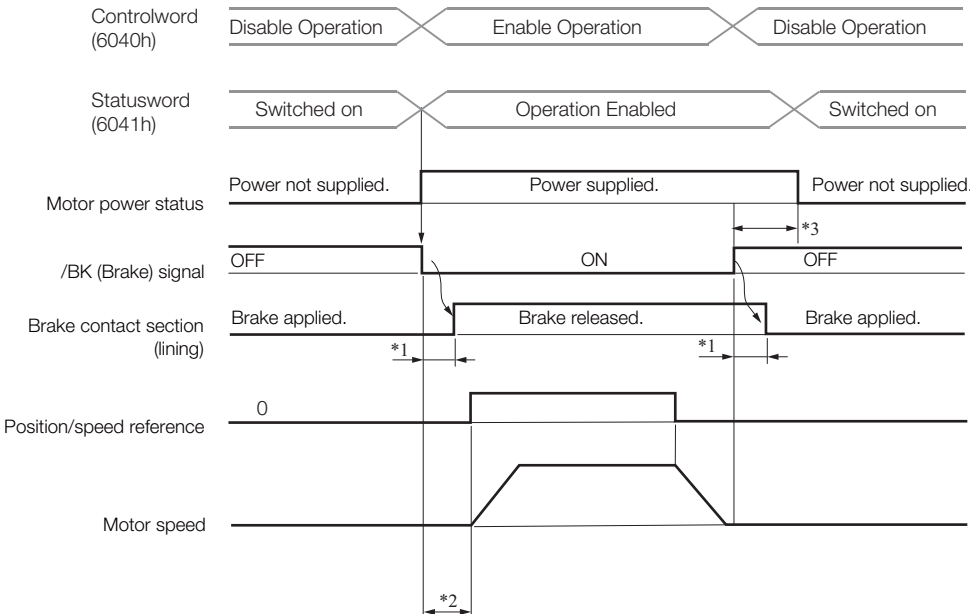 Controlword
(6040h)
Disable Operation
Enable Operation
Disable Operation
Statusword
(6041h)
Switched on
Operation Enabled
Switched on
Motor power status
Power not supplied.
Power supplied.
Power not supplied.
*3
/BK (Brake) signal
OFF
ON
OFF
Brake contact section
(lining)
Brake applied.
Brake released.
Brake applied.
*1
*1
Position/speed reference
0
Motor speed
*2